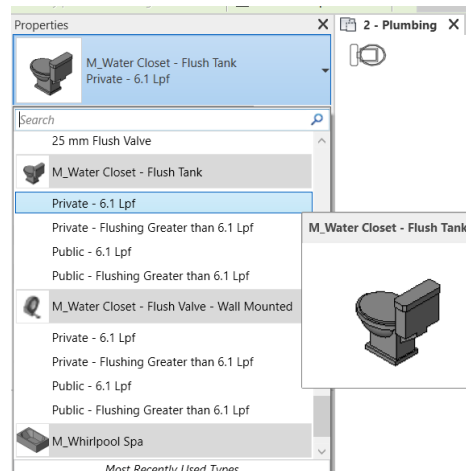 Properties
2 - Plumbing
M_Water Closet - Flush Tank
Private - 6.1 Lpf
Search
25 mm Flush Valve
M_Water Closet - Flush Tank
Private - 6.1 Lpf
Private - Flushing Greater than 6.1 Lpf
Public - 6.1 Lpf
Public - Flushing Greater than 6.1 Lpf
M_Water Closet - Flush Valve - Wall Mounted
Private - 6.1 Lpf
Private - Flushing Greater than 6.1 Lpf
Public - 6.1 Lpf
Public - Flushing Greater than 6.1 Lpf
M_Whirlpool Spa
Most Recently Used Types
M_Water Closet - Flush Tank